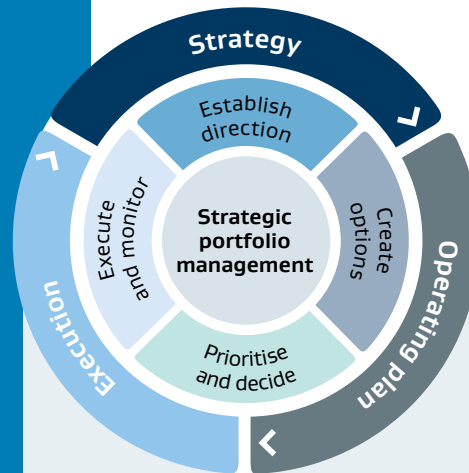 Strategy
Establish
direction
Create
options
Operating plan
Prioritise
and decide
Execution
Execute
and monitor
Strategic
portfolio
management